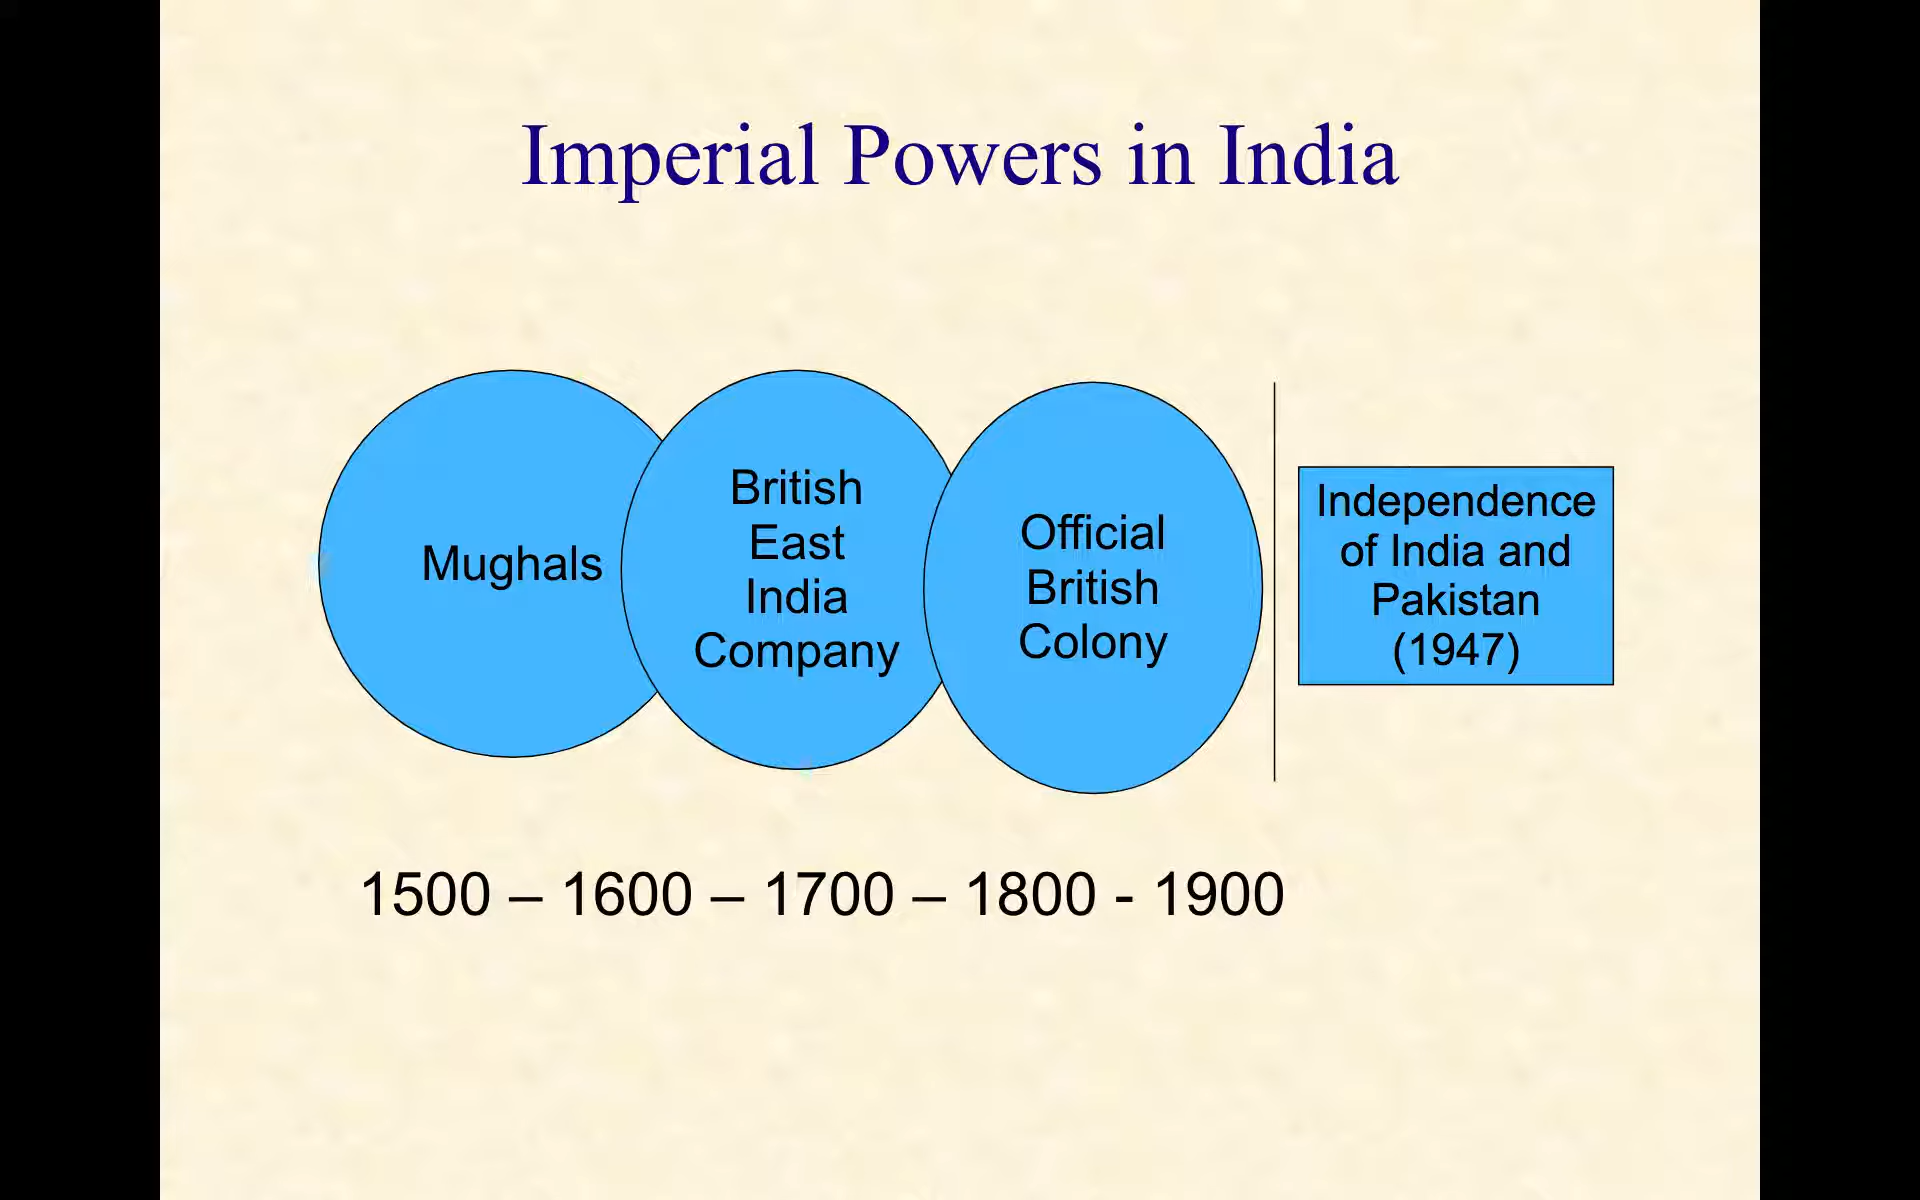 Imperial Powers in India
Mughals
British
East
India
Company
Official
British
Colony
Independence
of India and
Pakistan
(1947)
1500 – 1600 – 1700 – 1800 - 1900